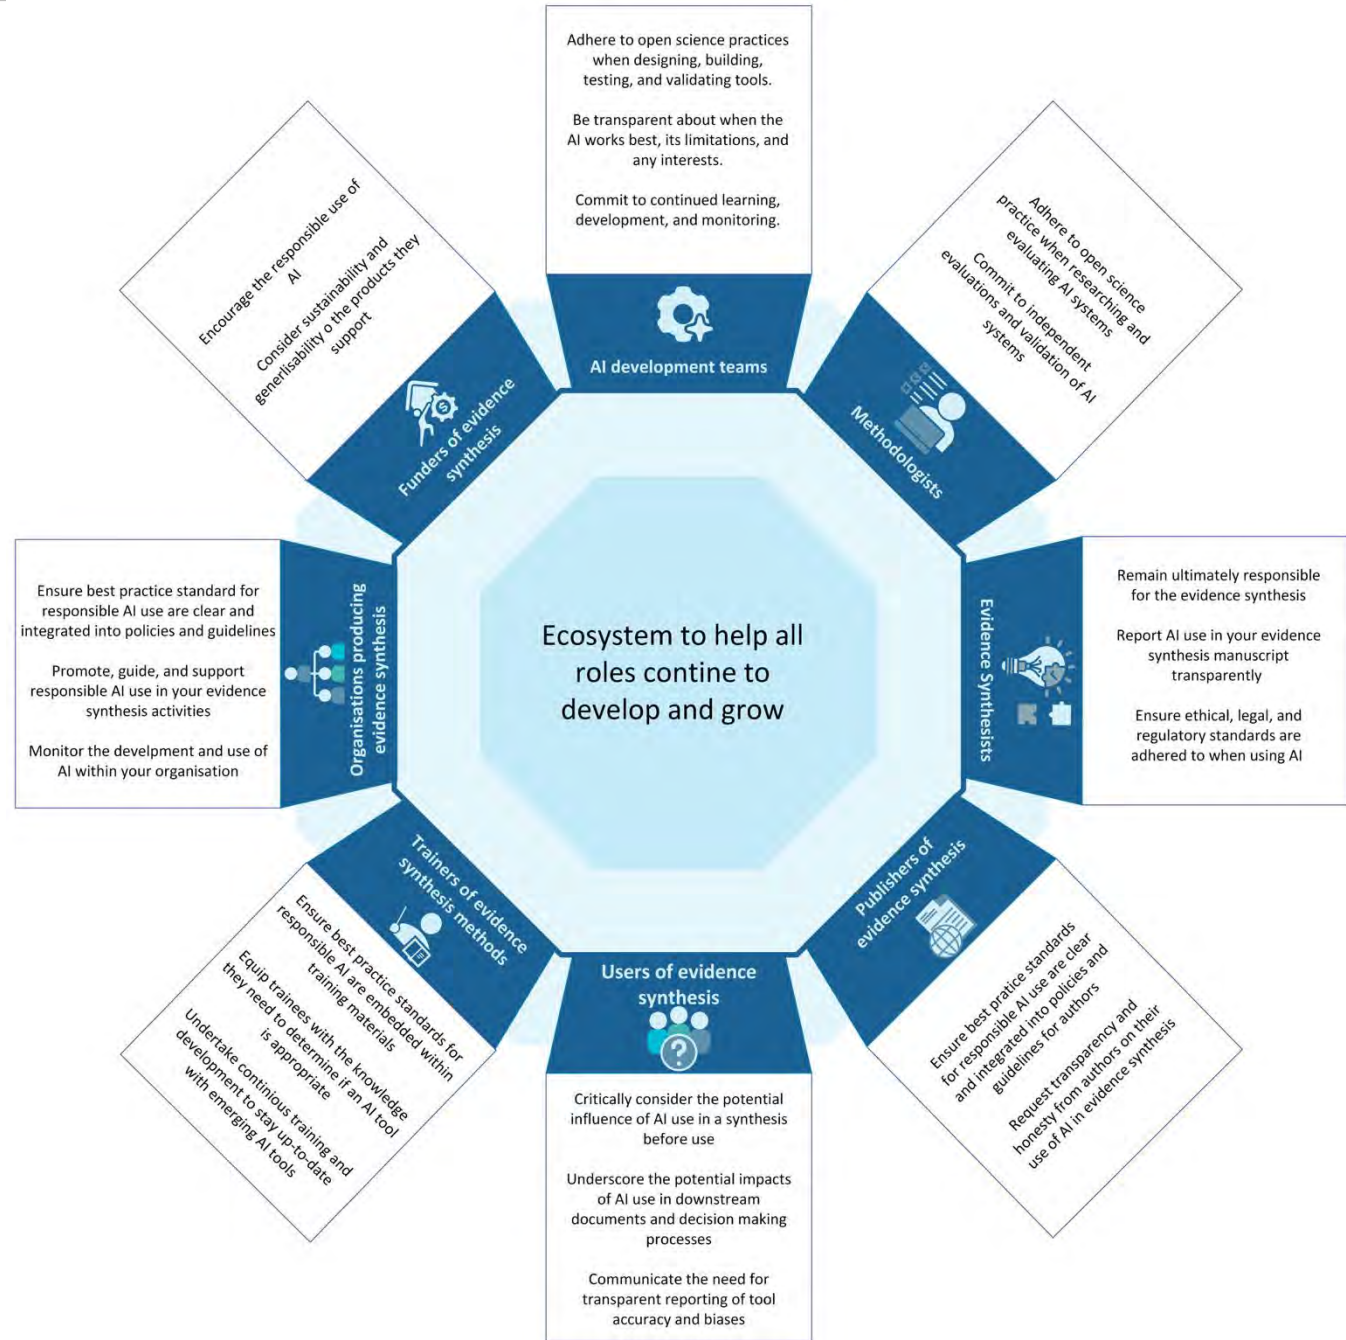 Adhere to open science practices
when designing, building,
testing, and validating tools.
Be transparent about when the
AI works best, its limitations, and
any interests.
Commit to continued learning,
development, and monitoring.
AI development teams
Adhere to open science
practice when researching and
evaluating AI systems
Commit to independent
evaluations and validation of AI
systems
Methodologists
Remain ultimately responsible
for the evidence synthesis
Report AI use in your evidence
synthesis manuscript
transparently
Ensure ethical, legal, and
regulatory standards are
adhered to when using AI
Evidence Synthesists
Publishers of
evidence synthesis
Ensure best pratice standards
for responsible AI use are clear
and integrated into policies and
guidelines for authors
Request transparency and
honesty from authors on their
use of AI in evidence synthesis
Users of evidence
synthesis
Critically consider the potential
influence of AI use in a synthesis
before use
Underscore the potential impacts
of AI use in downstream
documents and decision making
processes
Communicate the need for
transparent reporting of tool
accuracy and biases
Trainers of evidence
synthesis methods
Ensure best practice standards for
responsible AI are embedded within
training materials
Equip trainees with the knowledge
they need to determine if an AI tool
is appropriate
Undertake continious training and
development to stay up-to-date
with emerging AI tools
Organisations producing
evidence synthesis
Ensure best practice standard for
responsible AI use are clear and
integrated into policies and guidelines
Promote, guide, and support
responsible AI use in your evidence
synthesis activities
Monitor the develpment and use of
AI within your organisation
Encourage the responsible use of
AI
Consider sustainability and
generlisability o the products they
support
Funders of evidence
synthesis
Ecosystem to help all
roles contine to
develop and grow